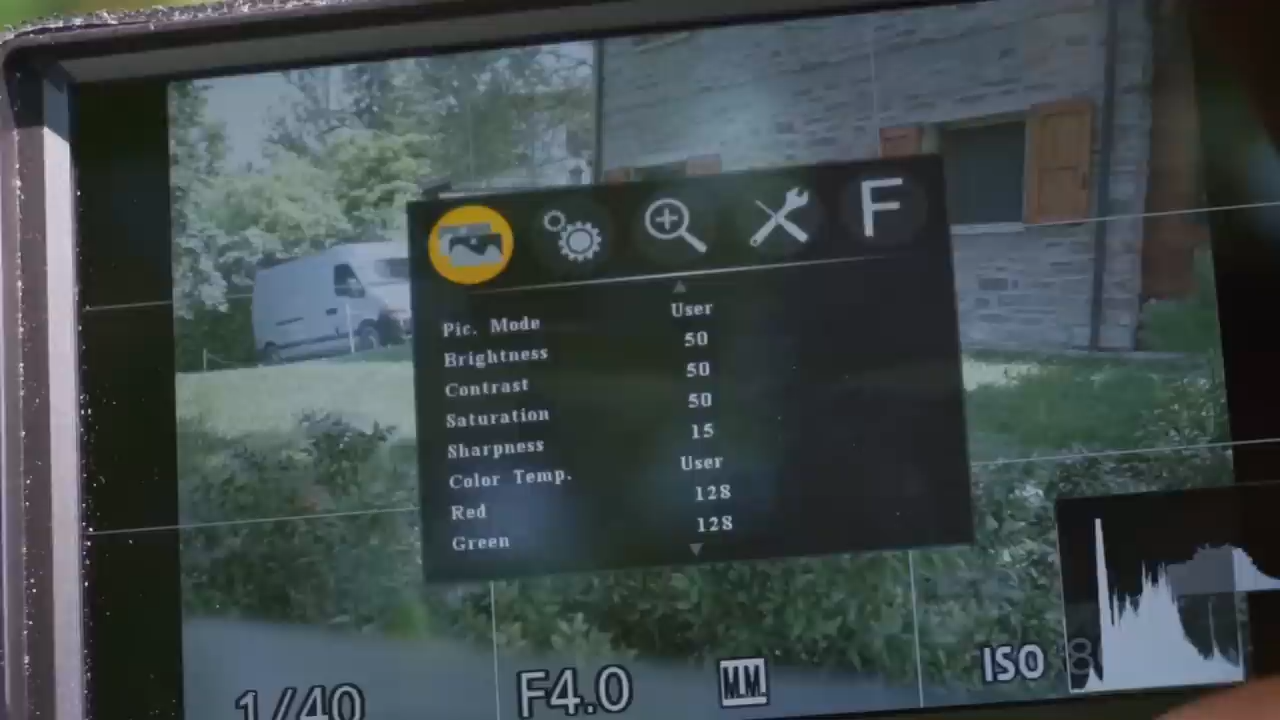 F
Pic. Mode User
Brightness 50
Contrast 50
Saturation 50
Sharpness 15
Color Temp. User
Red 128
Green 128
1/40 F4.0 M.M. ISO